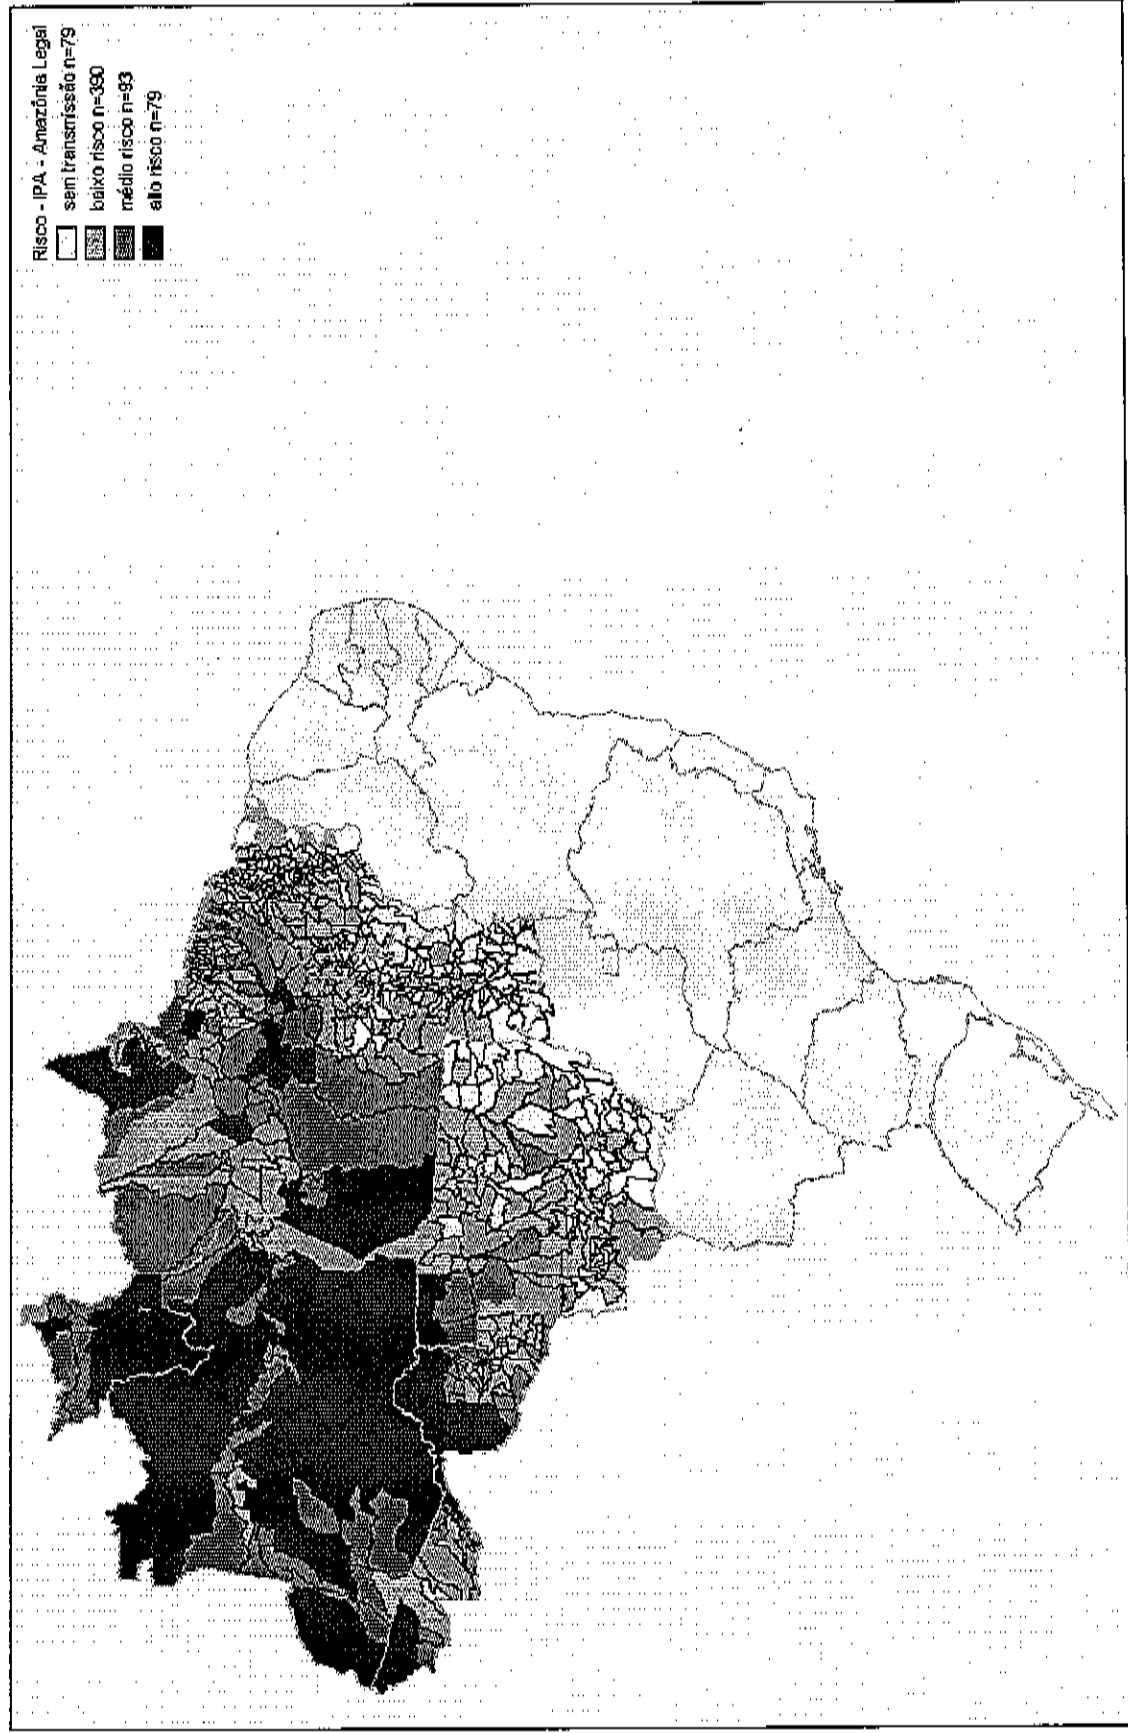 Risco - IPA - Amazônia Legal
sem transmissão n=79
baixo risco n=390
médio risco n=93
alto risco n=79